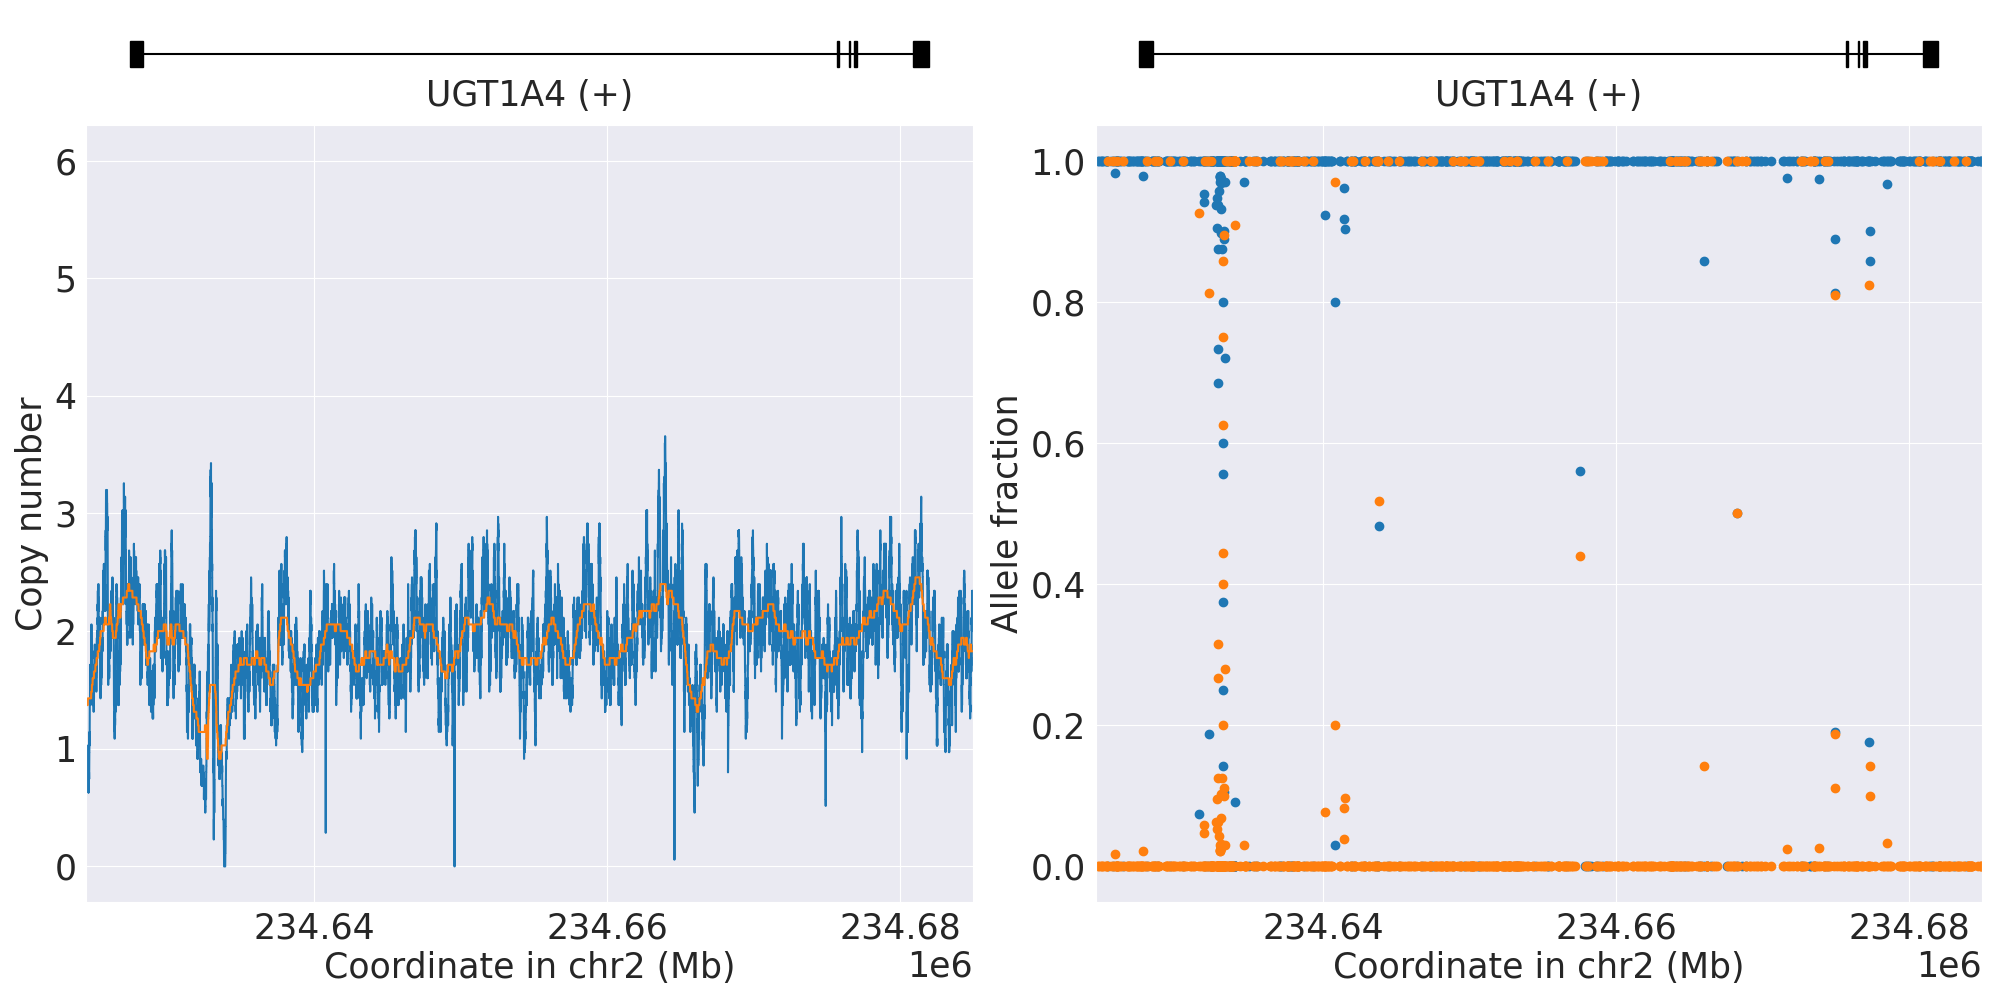 UGT1A4 (+)
6
5
4
3
2
1
0
Copy number
234.64
234.66
234.68
1e6
Coordinate in chr2 (Mb)
UGT1A4 (+)
1.0
0.8
0.6
0.4
0.2
0.0
Allele fraction
234.64
234.66
234.68
1e6
Coordinate in chr2 (Mb)